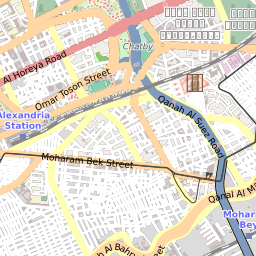 Chatby
Al Horeya Road
Omar Toson Street
Qanah Al Suez Road
Alexandria
Station
Moharam Bek Street
Qanal Al M
Mohar
Bey
h Al Bahr